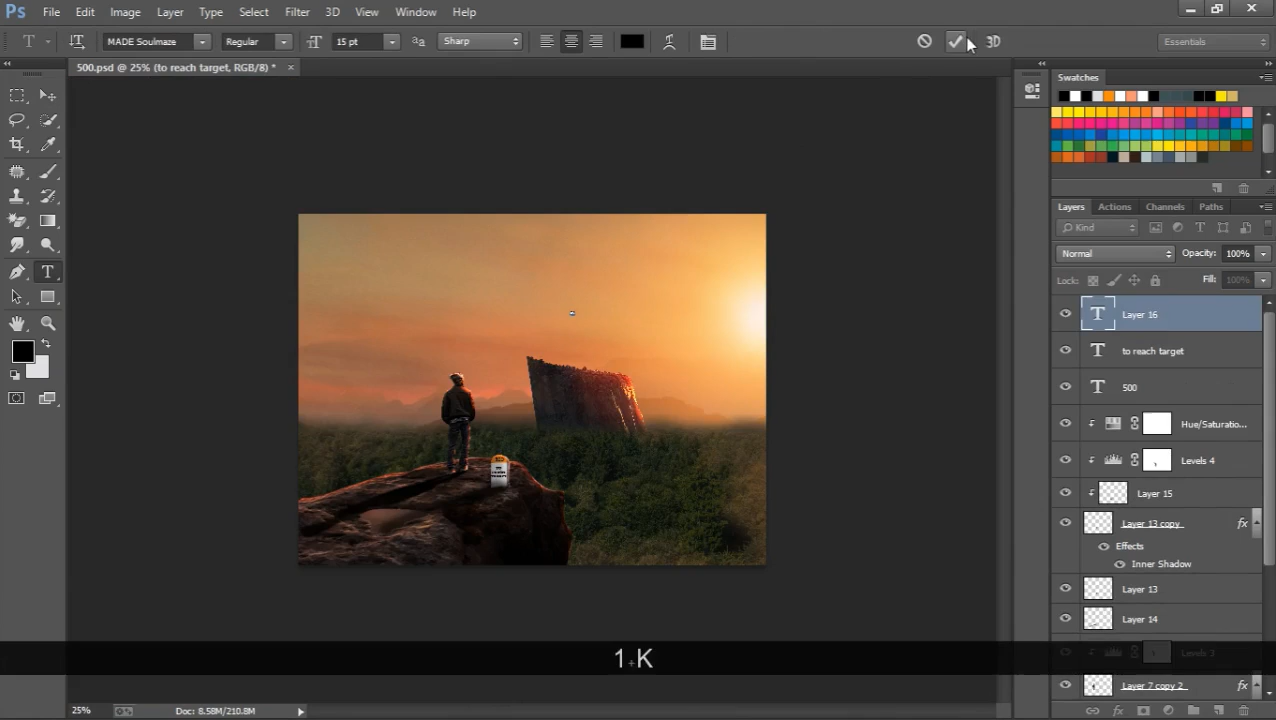 Ps File Edit Image Layer Type Select Filter 3D View Window Help
T MADE Soulmaze Regular 15 pt aa Sharp 3D Essentials
500.psd @ 25% (to reach target, RGB/8) *
Swatches
Layers Actions Channels Paths
Kind
Normal Opacity: 100%
Lock: Fill: 100%
T Layer 16
T to reach target
T 500
Hue/Saturatio...
Levels 4
Layer 15
Layer 13 copy fx
Effects
Inner Shadow
Layer 13
Layer 14
Levels 3
Layer 7 copy 2 fx
1+K
25% Doc: 8.58M/210.8M